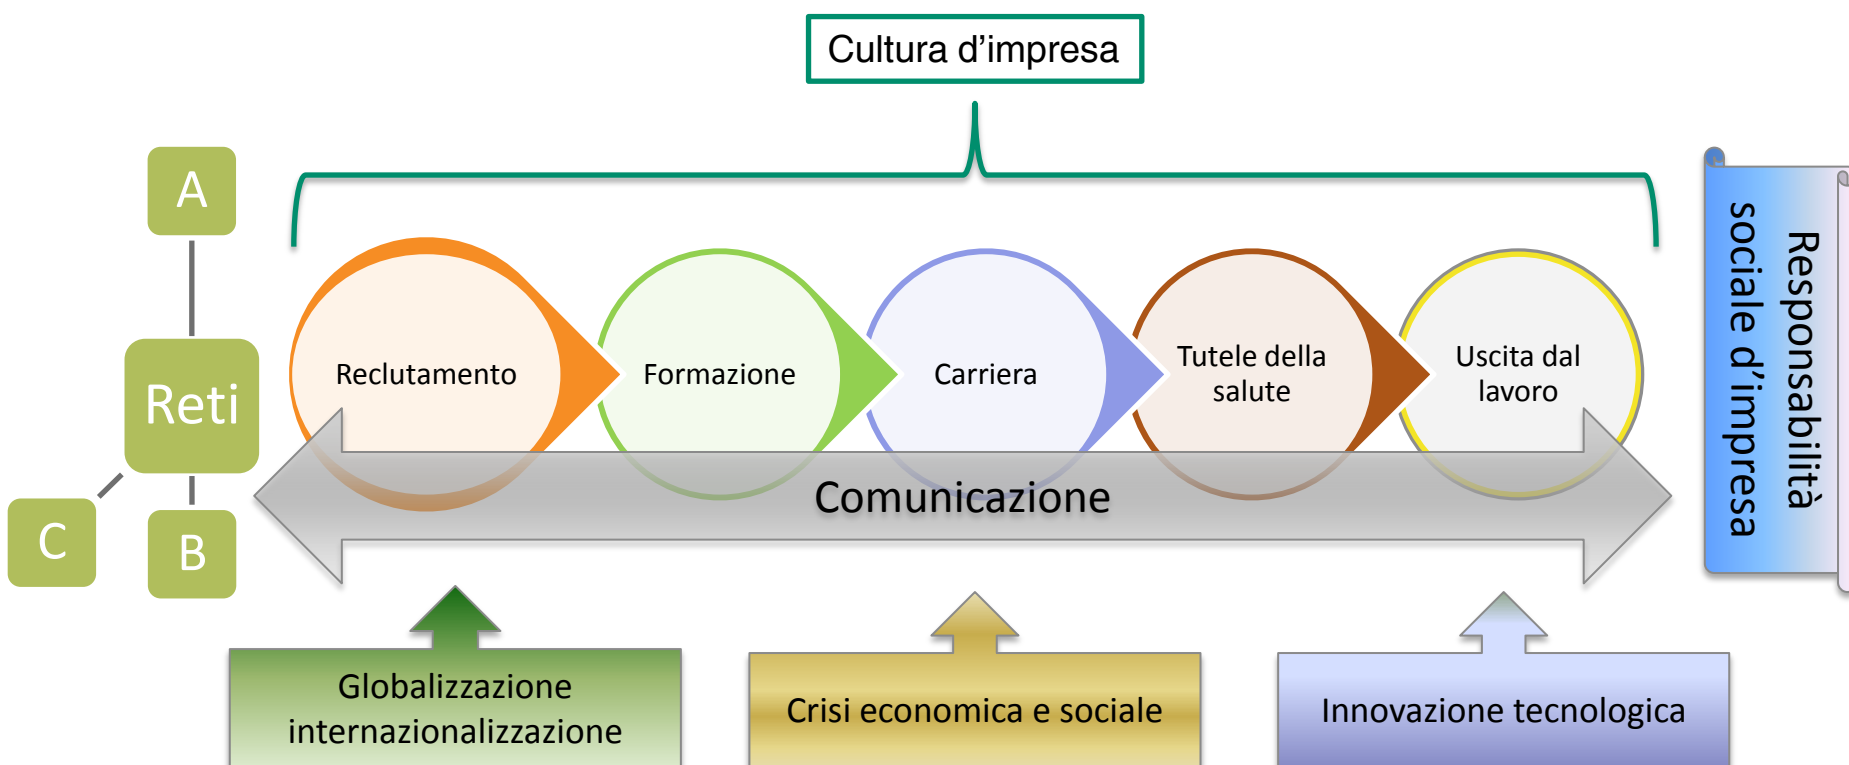 Cultura d’impresa
A
Reti
C
B
Reclutamento
Formazione
Carriera
Tutele della
salute
Uscita dal
lavoro
Comunicazione
Responsabilità
sociale d’impresa
Globalizzazione
internazionalizzazione
Crisi economica e sociale
Innovazione tecnologica